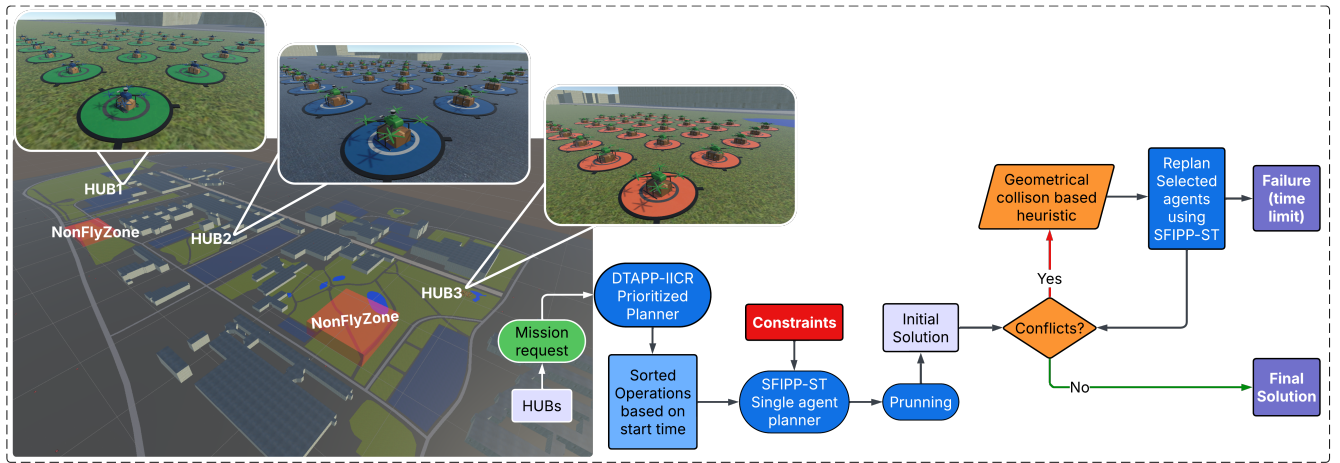 HUB1
NonFlyZone
HUB2
HUB3
NonFlyZone
HUBs
Mission
request
DTAPP-IICR
Prioritized
Planner
Sorted
Operations
based on
start time
Constraints
SFIPP-ST
Single agent
planner
Prunning
Initial
Solution
Conflicts?
Yes
No
Geometrical
collison based
heuristic
Replan
Selected
agents
using
SFIPP-ST
Failure
(time
limit)
Final
Solution